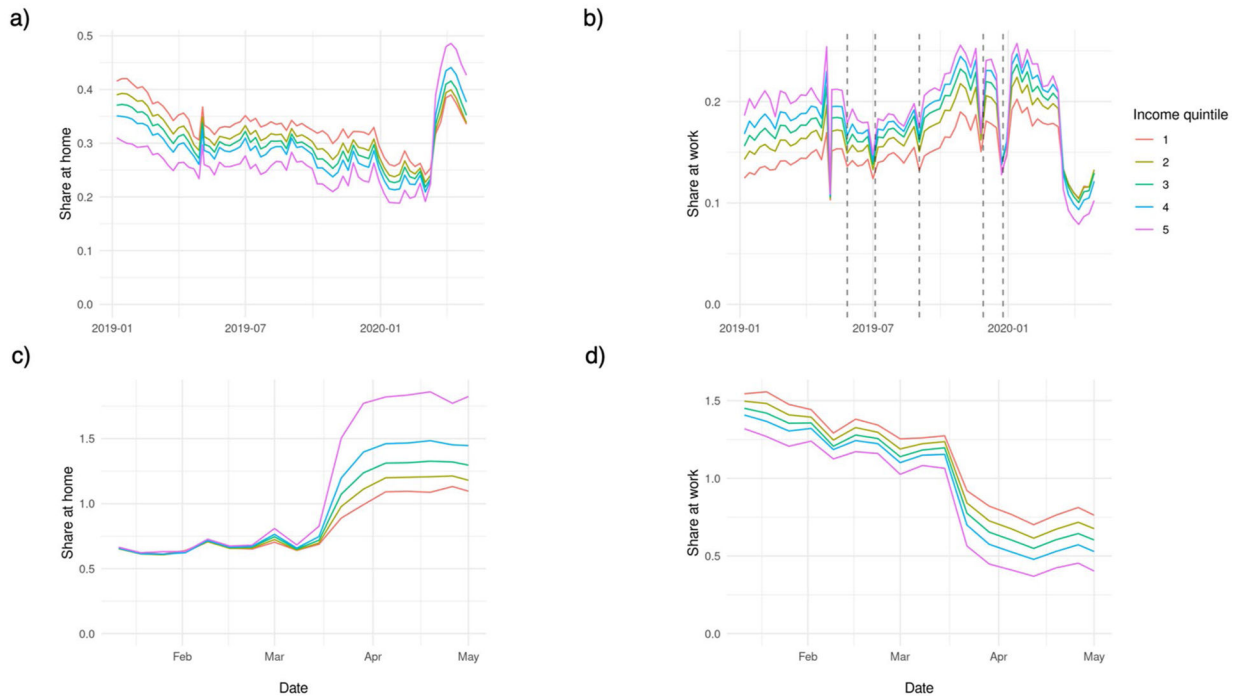 a)
0.5
0.4
0.3
0.2
0.1
0.0
Share at home
2019-01
2019-07
2020-01
b)
0.2
0.1
0.0
Share at work
2019-01
2019-07
2020-01
Income quintile
1
2
3
4
5
c)
1.5
1.0
0.5
0.0
Share at home
Feb
Mar
Apr
May
Date
d)
1.5
1.0
0.5
0.0
Share at work
Feb
Mar
Apr
May
Date